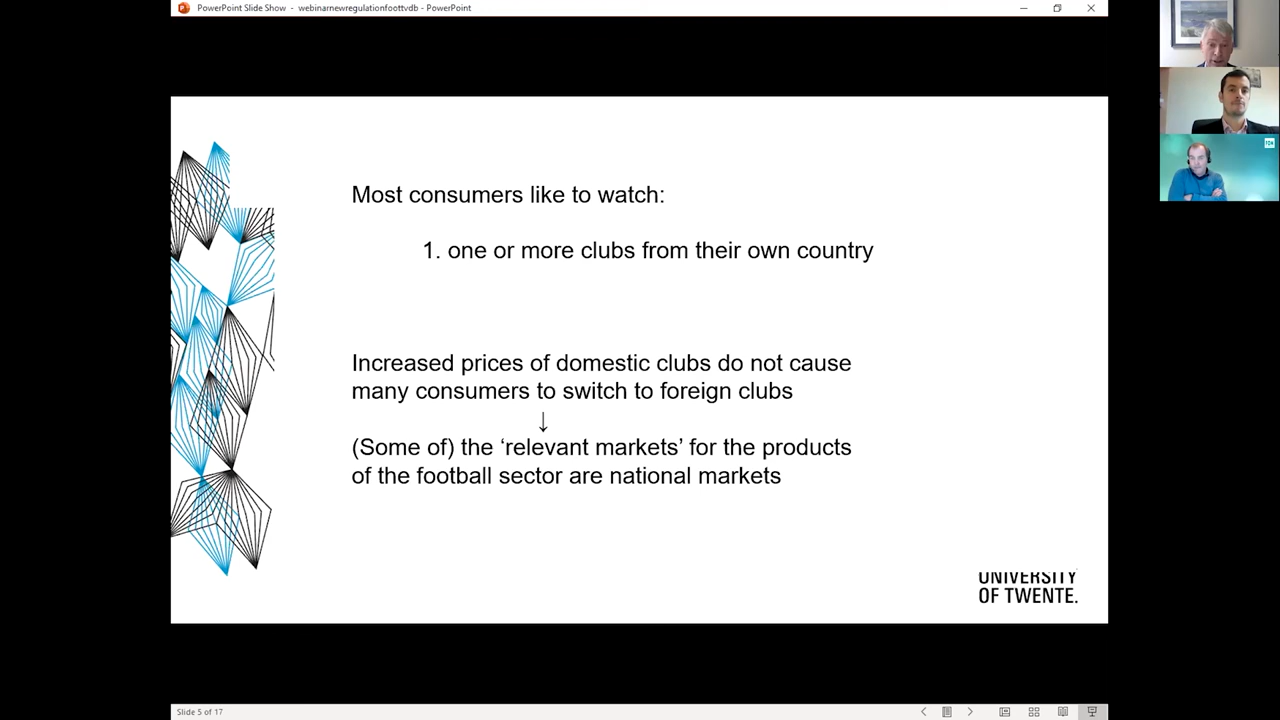 PowerPoint Slide Show - webinarnewregulationfoottvdb - PowerPoint
Most consumers like to watch:
1. one or more clubs from their own country
Increased prices of domestic clubs do not cause
many consumers to switch to foreign clubs
↓
(Some of) the ‘relevant markets’ for the products
of the football sector are national markets
UNIVERSITY
OF TWENTE.
Slide 5 of 17